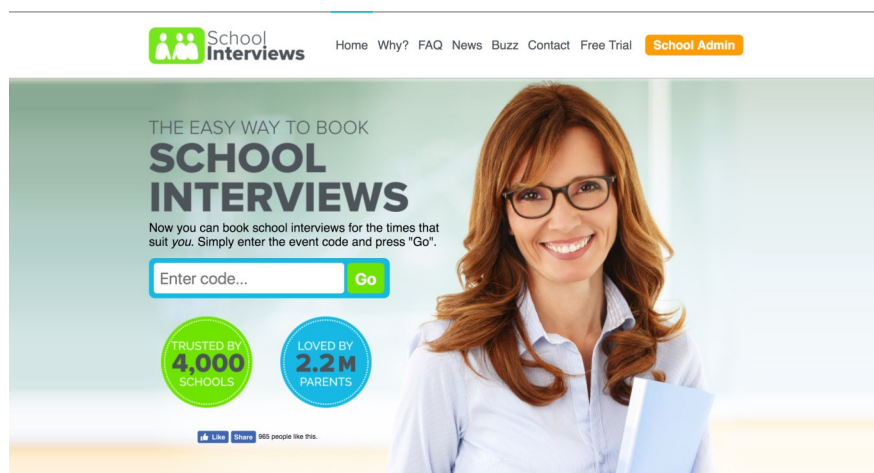 School
Interviews
Home Why? FAQ News Buzz Contact Free Trial School Admin
THE EASY WAY TO BOOK
SCHOOL
INTERVIEWS
Now you can book school interviews for the times that
suit you. Simply enter the event code and press "Go".
Enter code... Go
TRUSTED BY
4,000
SCHOOLS
LOVED BY
2.2M
PARENTS
Like Share 965 people like this.